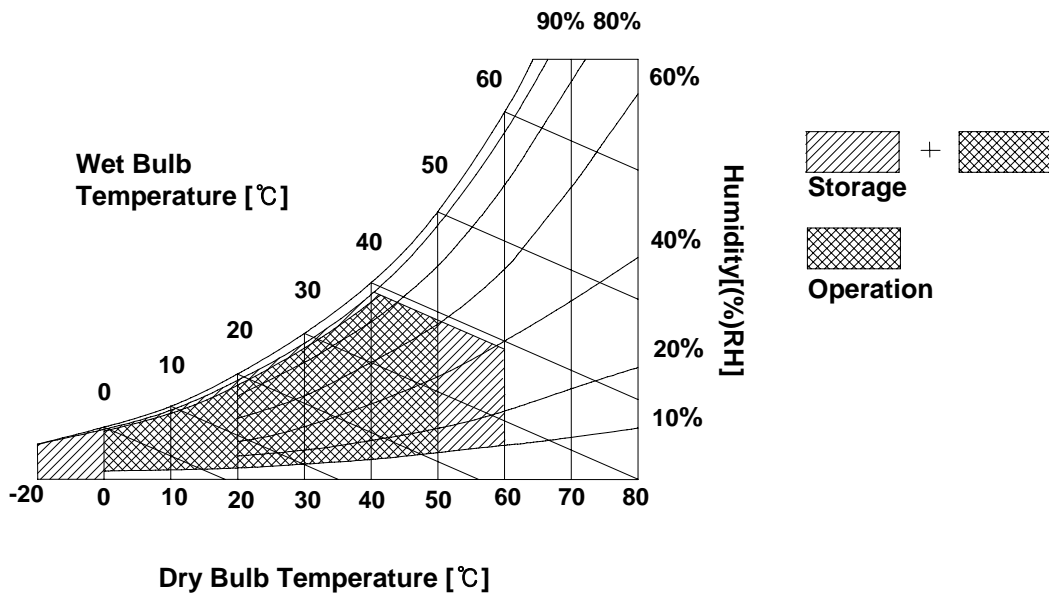 90% 80%
60
60%
50
Wet Bulb
Temperature [℃]
40
40%
30
20
20%
10
10%
0
Humidity[(%)RH]
-20 0 10 20 30 40 50 60 70 80
Dry Bulb Temperature [℃]
+
Storage
Operation